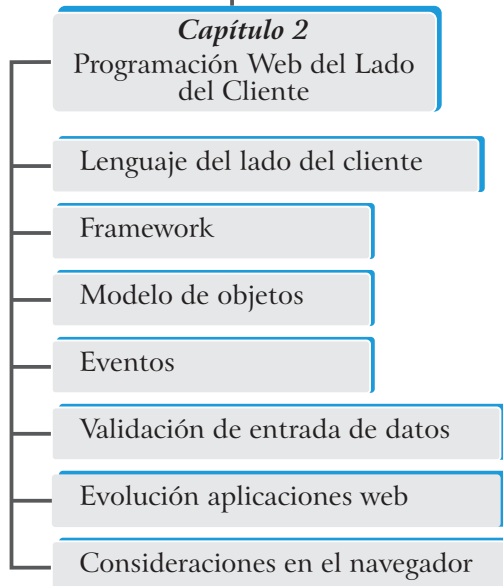 Capítulo 2
Programación Web del Lado
del Cliente
Lenguaje del lado del cliente
Framework
Modelo de objetos
Eventos
Validación de entrada de datos
Evolución aplicaciones web
Consideraciones en el navegador